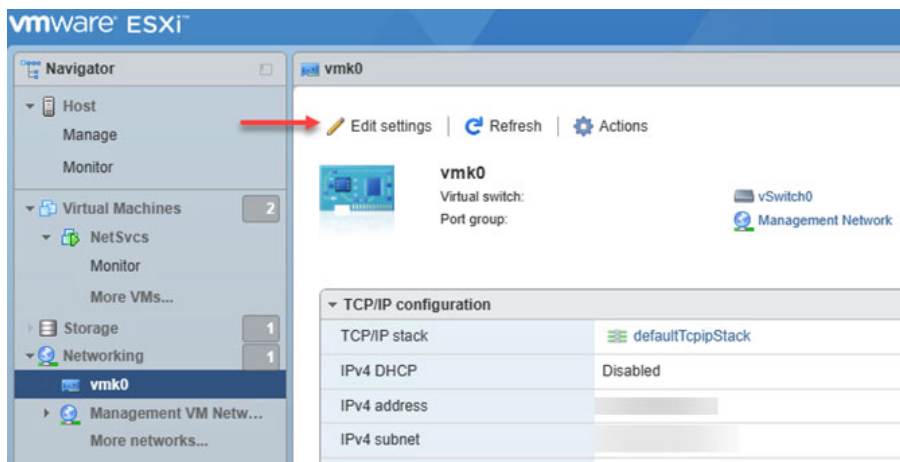 vmware ESXi™
Navigator
vmk0
Host
Manage
Monitor
Edit settings
Refresh
Actions
vmk0
Virtual switch:
vSwitch0
Port group:
Management Network
Virtual Machines
2
NetSvcs
Monitor
More VMs...
Storage
1
Networking
1
vmk0
Management VM Netw...
More networks...
TCP/IP configuration
TCP/IP stack
defaultTcpipStack
IPv4 DHCP
Disabled
IPv4 address
IPv4 subnet